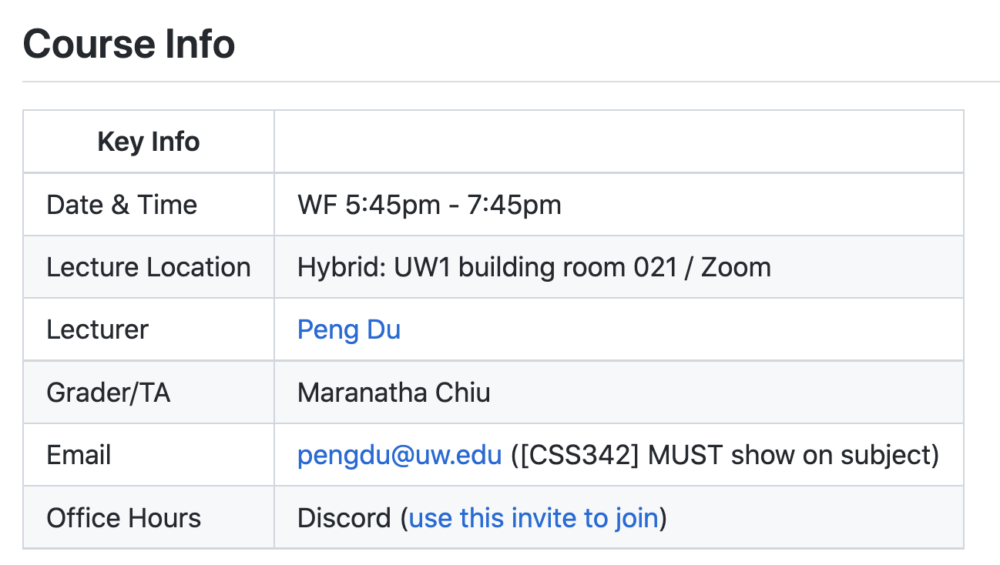 Course Info
Key Info
Date & Time WF 5:45pm - 7:45pm
Lecture Location Hybrid: UW1 building room 021 / Zoom
Lecturer Peng Du
Grader/TA Maranatha Chiu
Email pengdu@uw.edu ([CSS342] MUST show on subject)
Office Hours Discord (use this invite to join)